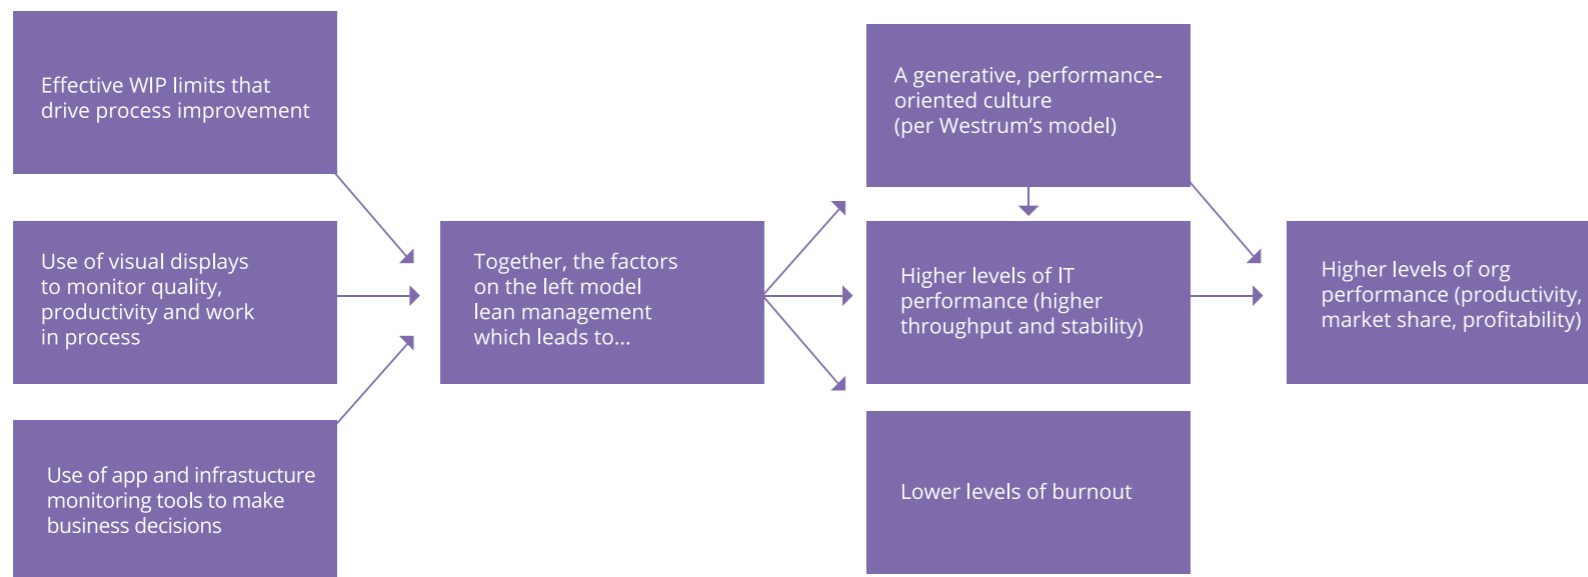 Effective WIP limits that
drive process improvement
Use of visual displays
to monitor quality,
productivity and work
in process
Use of app and infrastucture
monitoring tools to make
business decisions
Together, the factors
on the left model
lean management
which leads to...
A generative, performance-
oriented culture
(per Westrum’s model)
Higher levels of IT
performance (higher
throughput and stability)
Lower levels of burnout
Higher levels of org
performance (productivity,
market share, profitability)